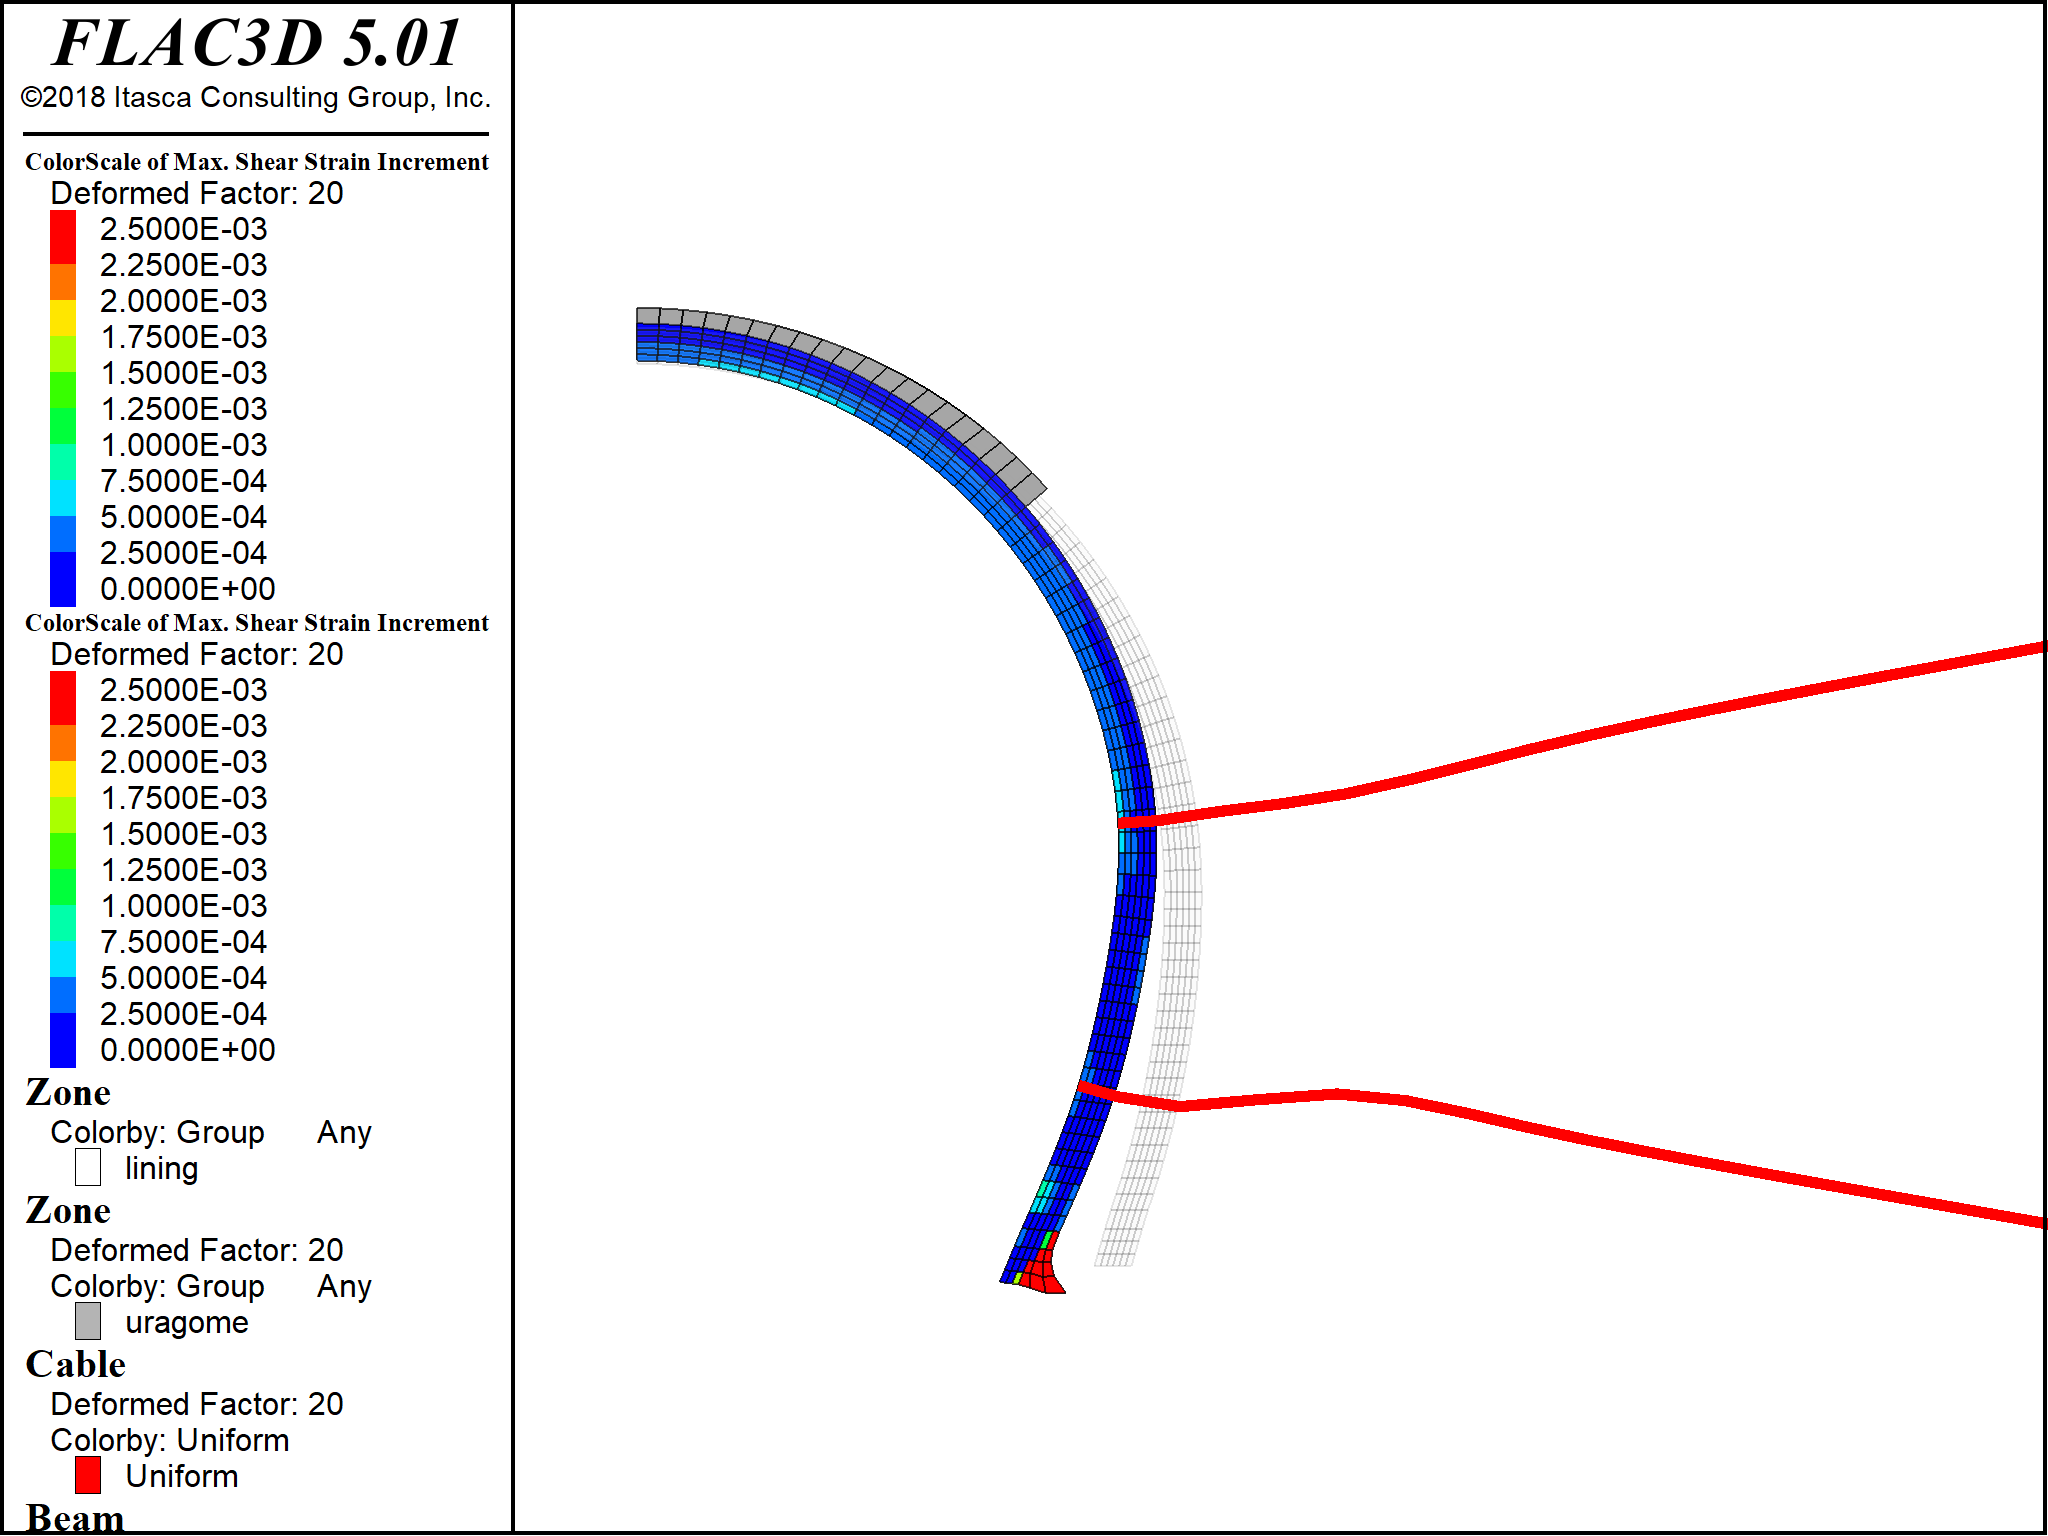 FLAC3D 5.01
©2018 Itasca Consulting Group, Inc.
ColorScale of Max. Shear Strain Increment
Deformed Factor: 20
2.5000E-03
2.2500E-03
2.0000E-03
1.7500E-03
1.5000E-03
1.2500E-03
1.0000E-03
7.5000E-04
5.0000E-04
2.5000E-04
0.0000E+00
ColorScale of Max. Shear Strain Increment
Deformed Factor: 20
2.5000E-03
2.2500E-03
2.0000E-03
1.7500E-03
1.5000E-03
1.2500E-03
1.0000E-03
7.5000E-04
5.0000E-04
2.5000E-04
0.0000E+00
Zone
Colorby: Group Any
lining
Zone
Deformed Factor: 20
Colorby: Group Any
uragome
Cable
Deformed Factor: 20
Colorby: Uniform
Uniform
Beam